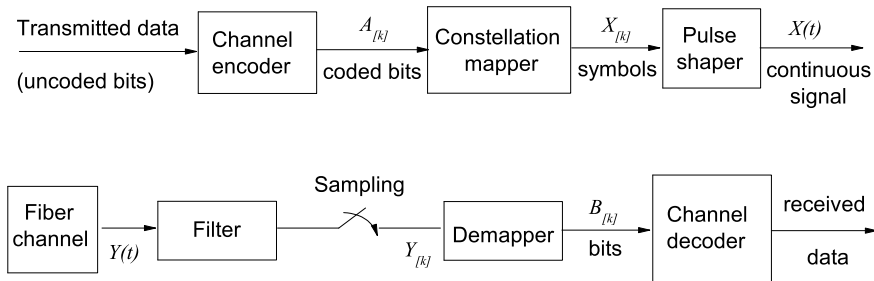 Transmitted data
(uncoded bits)
Channel
encoder
A[k]
coded bits
Constellation
mapper
X[k]
symbols
Pulse
shaper
X(t)
continuous
signal
Fiber
channel
Y(t)
Filter
Sampling
Y[k]
Demapper
B[k]
bits
Channel
decoder
received
data